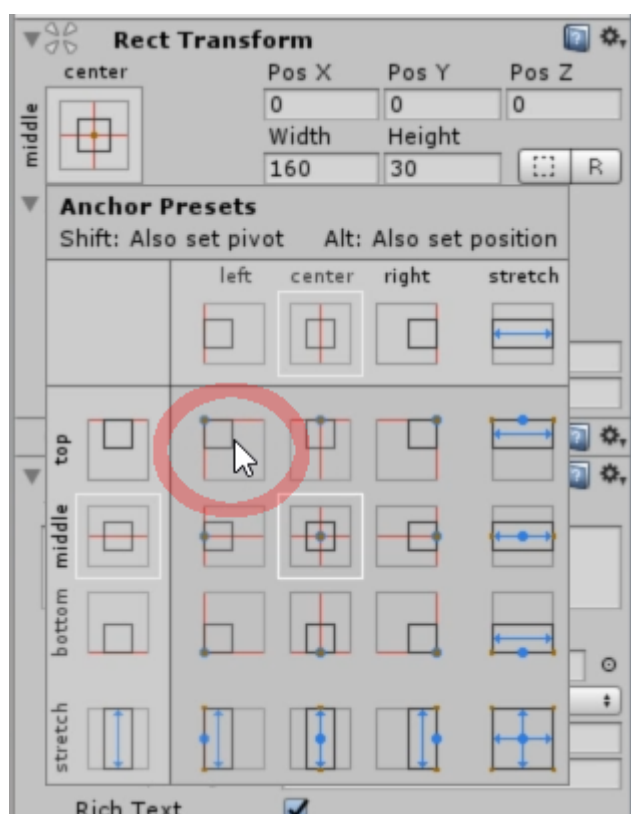 Rect Transform
center Pos X Pos Y Pos Z
middle
0 0 0
Width Height
160 30 R
Anchor Presets
Shift: Also set pivot Alt: Also set position
left center right stretch
top
middle
bottom
stretch
Rich Text